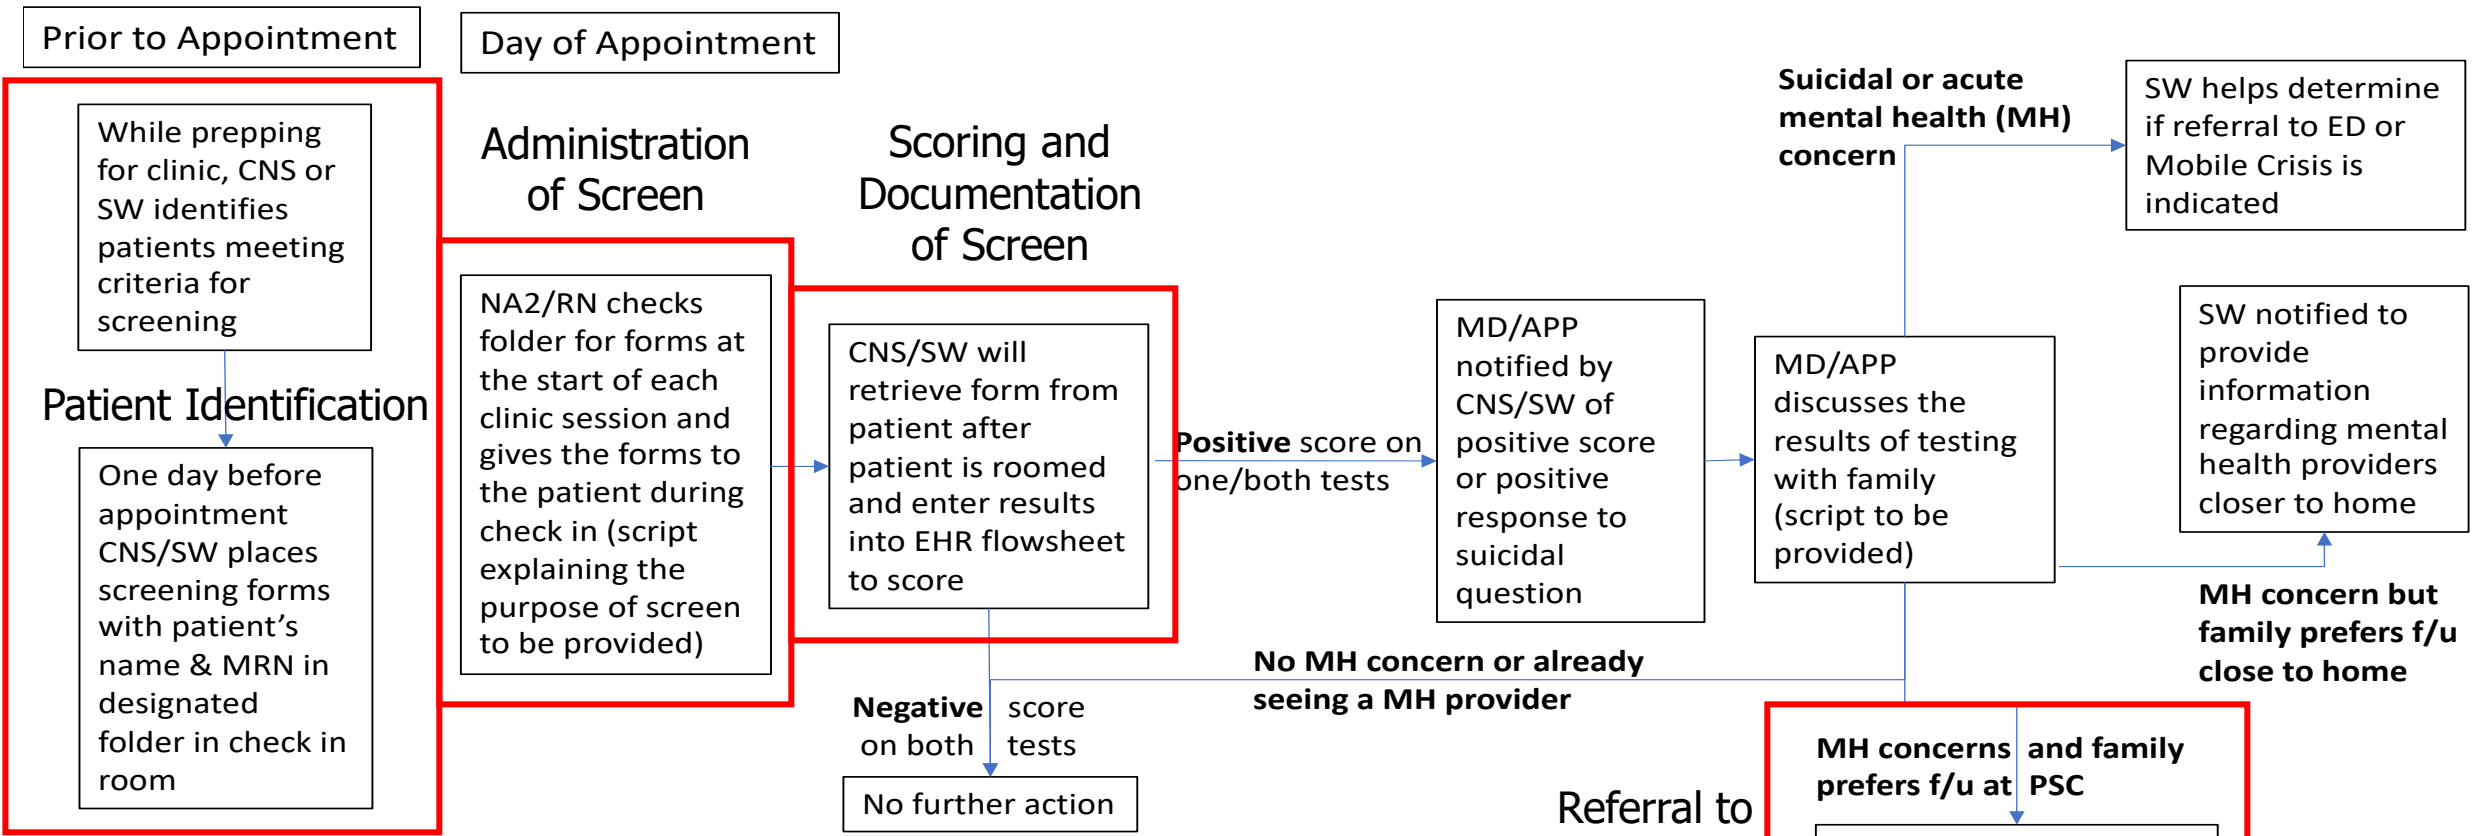 Prior to Appointment
Day of Appointment
While prepping
for clinic, CNS or
SW identifies
patients meeting
criteria for
screening
Patient Identification
One day before
appointment
CNS/SW places
screening forms
with patient’s
name & MRN in
designated
folder in check in
room
Administration
of Screen
NA2/RN checks
folder for forms at
the start of each
clinic session and
gives the forms to
the patient during
check in (script
explaining the
purpose of screen
to be provided)
Scoring and
Documentation
of Screen
CNS/SW will
retrieve form from
patient after
patient is roomed
and enter results
into EHR flowsheet
to score
Negative score
on both tests
No further action
Positive score on
one/both tests
MD/APP
notified by
CNS/SW of
positive score
or positive
response to
suicidal
question
MD/APP
discusses the
results of testing
with family
(script to be
provided)
No MH concern or already
seeing a MH provider
Suicidal or acute
mental health (MH)
concern
SW helps determine
if referral to ED or
Mobile Crisis is
indicated
SW notified to
provide
information
regarding mental
health providers
closer to home
MH concern but
family prefers f/u
close to home
MH concerns and family
prefers f/u at PSC
Referral to